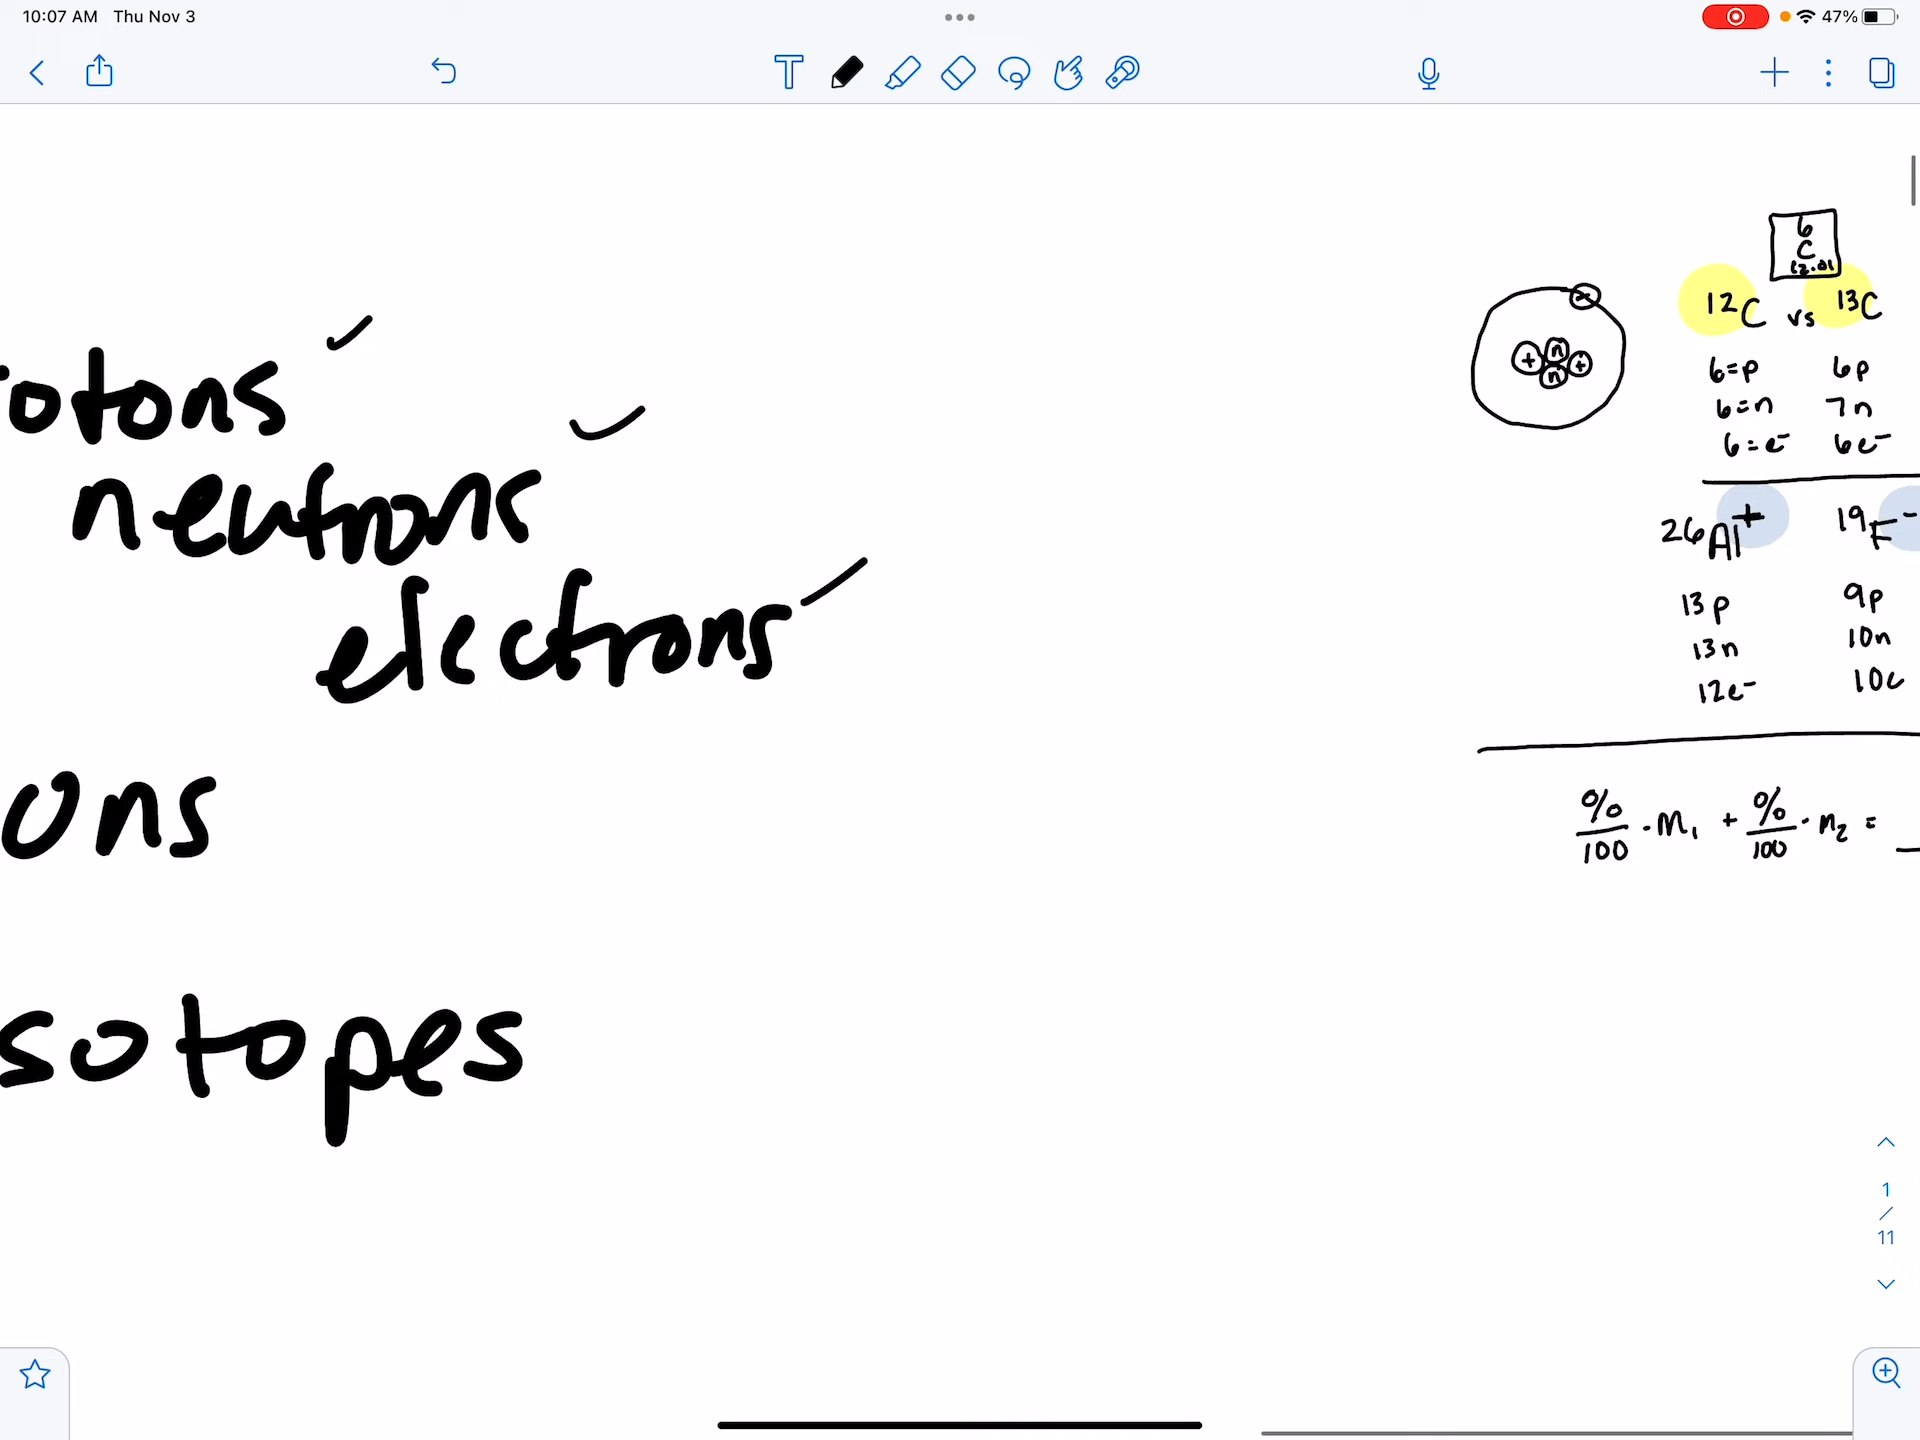 10:07 AM Thu Nov 3
47%
T
otons
neutrons
electrons
ons
sotopes
6
C
12.01
12C vs 13C
6=p 6p
6=n 7n
6=e- 6e-
26Al+ 19F-
13p 9p
13n 10n
12e- 10e
%/100 · m1 + %/100 · m2 =
+ n + n
-
1
/
11